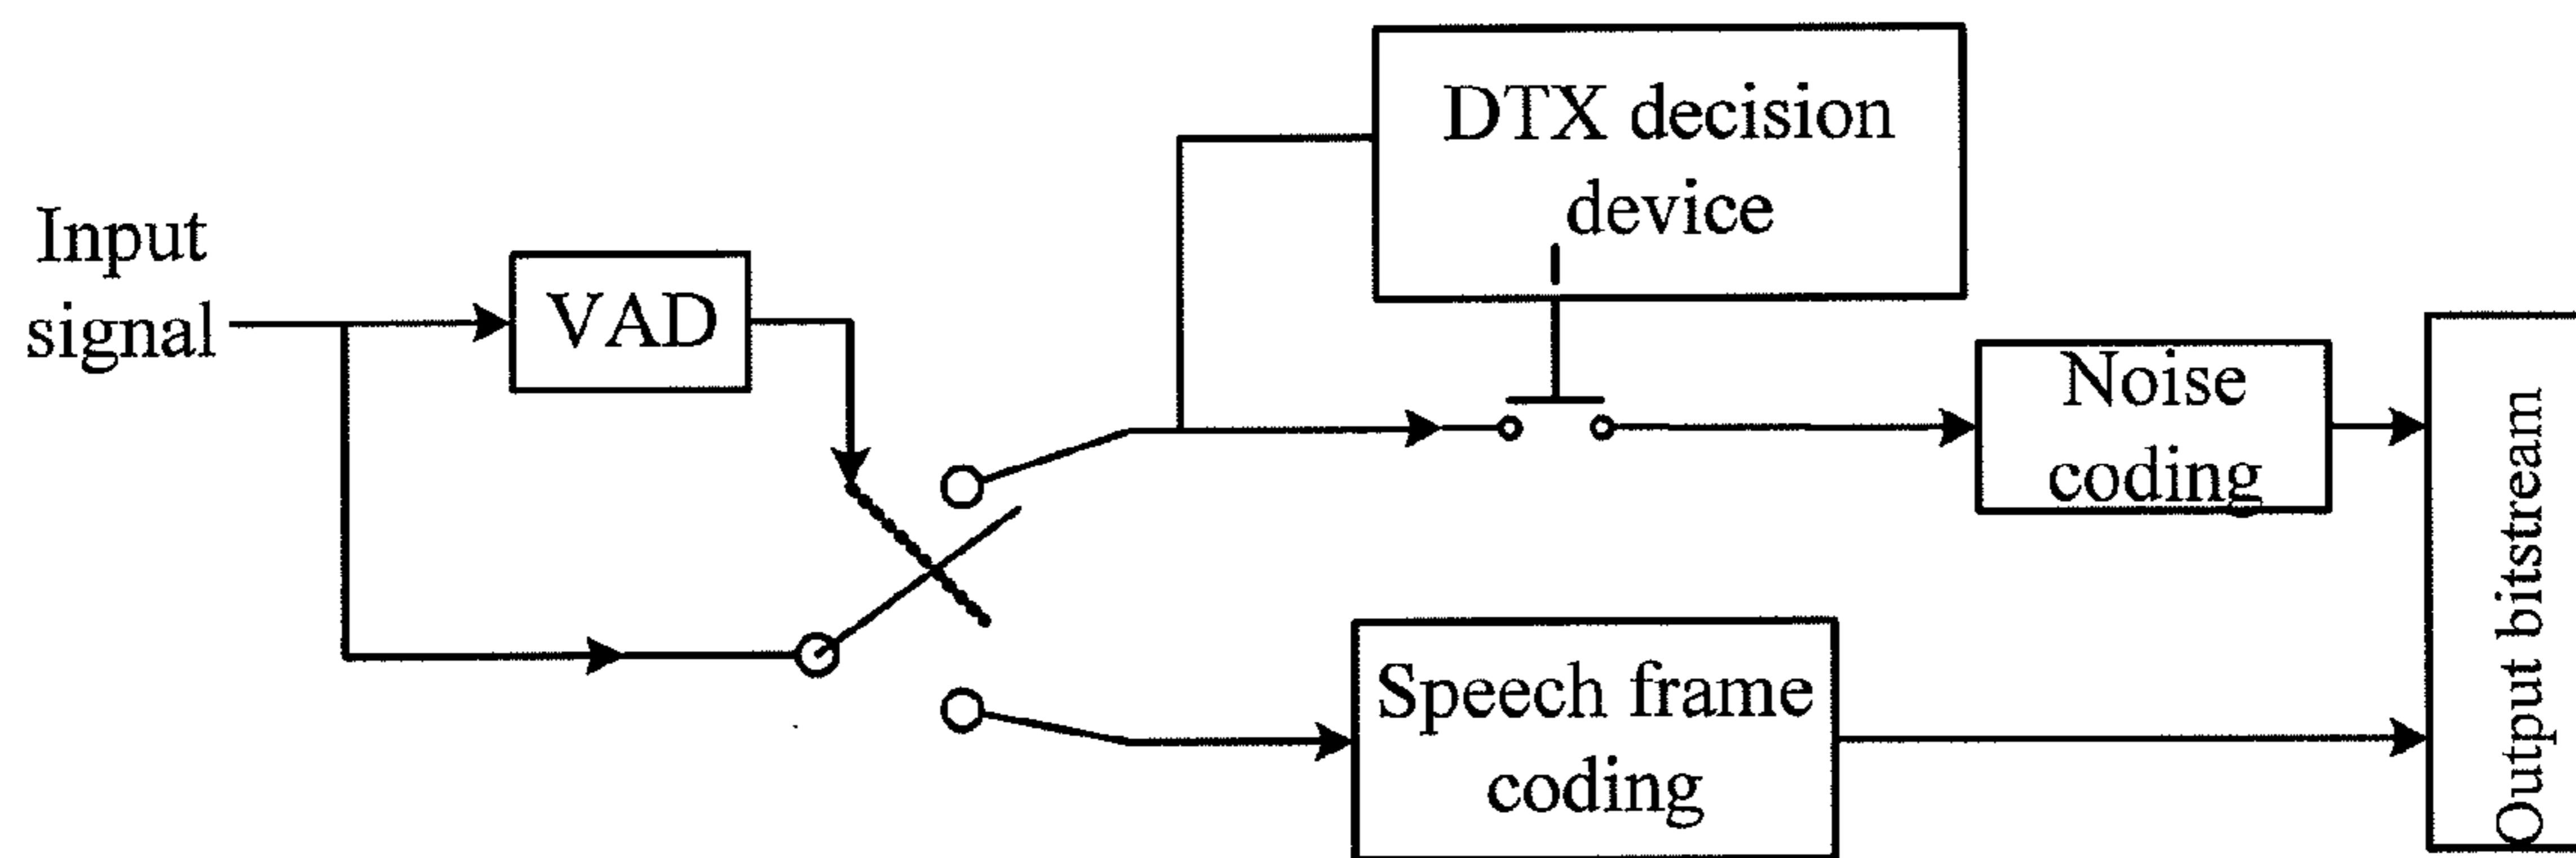 Input
signal
VAD
DTX decision
device
Noise
coding
Speech frame
coding
Output bitstream